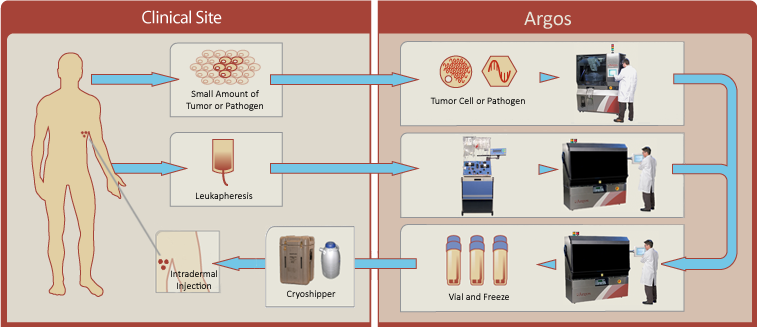 Clinical Site
Argos
Small Amount of
Tumor or Pathogen
Tumor Cell or Pathogen
Leukapheresis
Intradermal
Injection
Cryoshipper
Vial and Freeze